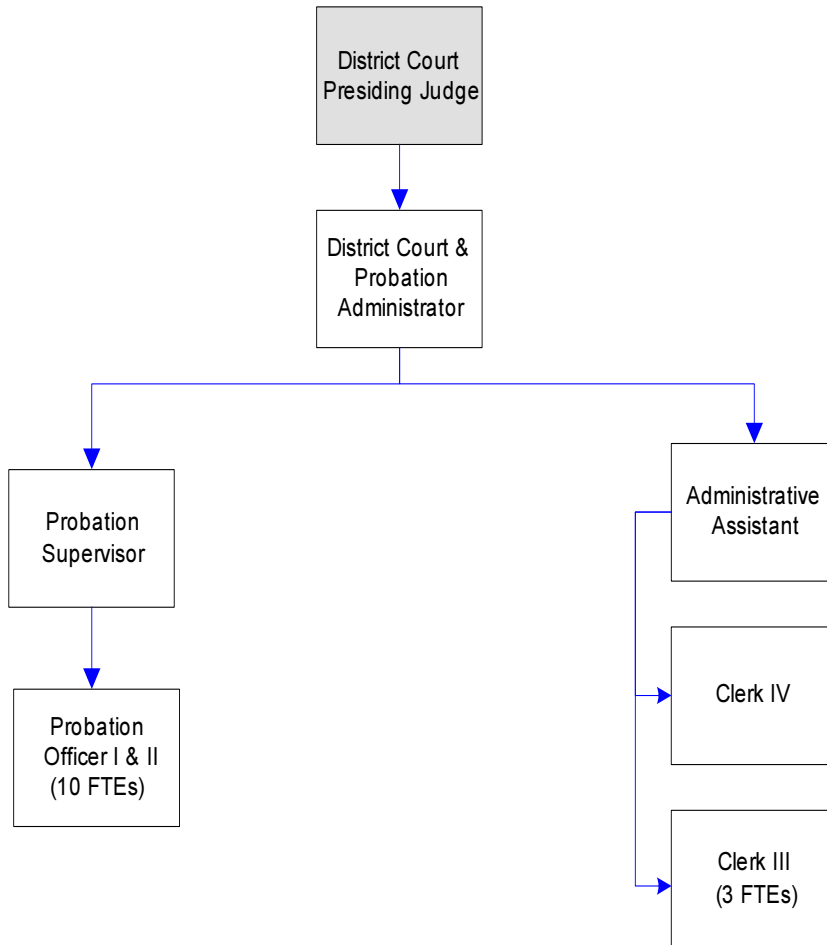 District Court
Presiding Judge
District Court &
Probation
Administrator
Probation
Supervisor
Administrative
Assistant
Probation
Officer I & II
(10 FTEs)
Clerk IV
Clerk III
(3 FTEs)